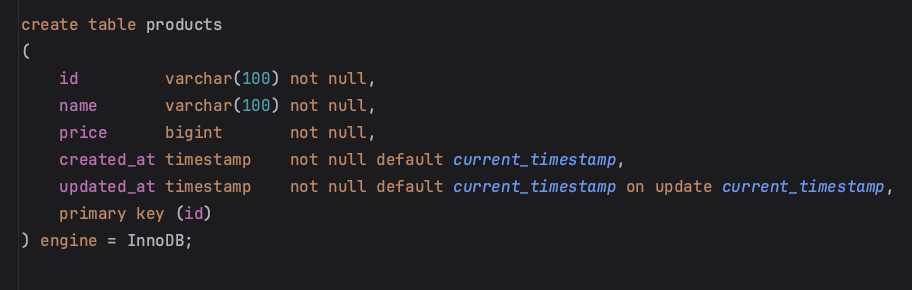 create table products
(
    id         varchar(100) not null,
    name       varchar(100) not null,
    price      bigint       not null,
    created_at timestamp    not null default current_timestamp,
    updated_at timestamp    not null default current_timestamp on update current_timestamp,
    primary key (id)
) engine = InnoDB;